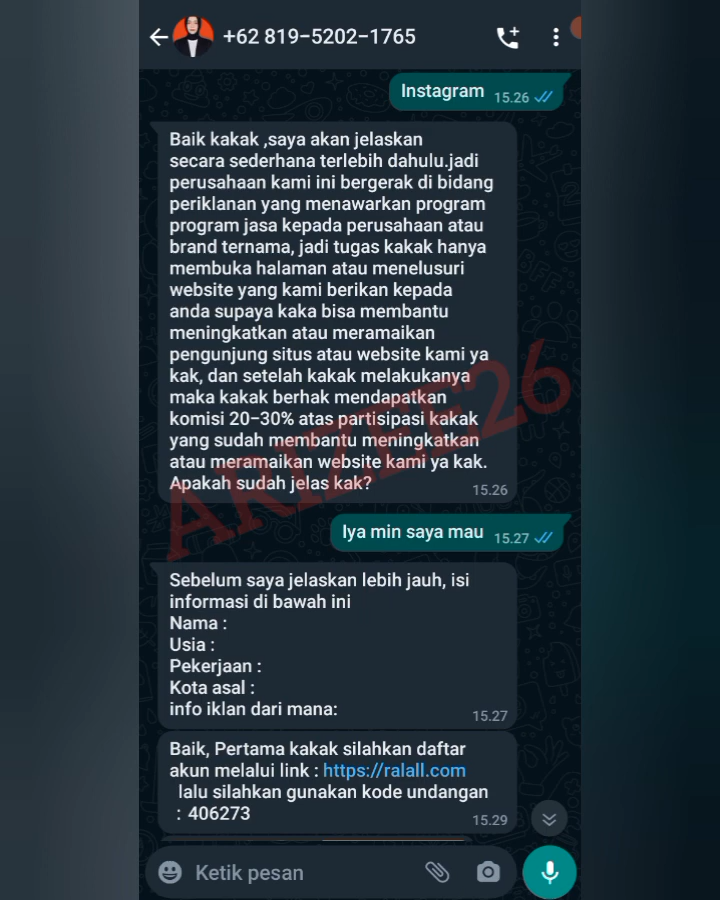 +62 819-5202-1765
Instagram 15.26
Baik kakak ,saya akan jelaskan
secara sederhana terlebih dahulu.jadi
perusahaan kami ini bergerak di bidang
periklanan yang menawarkan program
program jasa kepada perusahaan atau
brand ternama, jadi tugas kakak hanya
membuka halaman atau menelusuri
website yang kami berikan kepada
anda supaya kaka bisa membantu
meningkatkan atau meramaikan
pengunjung situs atau website kami ya
kak, dan setelah kakak melakukanya
maka kakak berhak mendapatkan
komisi 20-30% atas partisipasi kakak
yang sudah membantu meningkatkan
atau meramaikan website kami ya kak.
Apakah sudah jelas kak?
15.26
ARIZEF26
Iya min saya mau 15.27
Sebelum saya jelaskan lebih jauh, isi
informasi di bawah ini
Nama :
Usia :
Pekerjaan :
Kota asal :
info iklan dari mana:
15.27
Baik, Pertama kakak silahkan daftar
akun melalui link : https://ralall.com
lalu silahkan gunakan kode undangan
: 406273
15.29
Ketik pesan